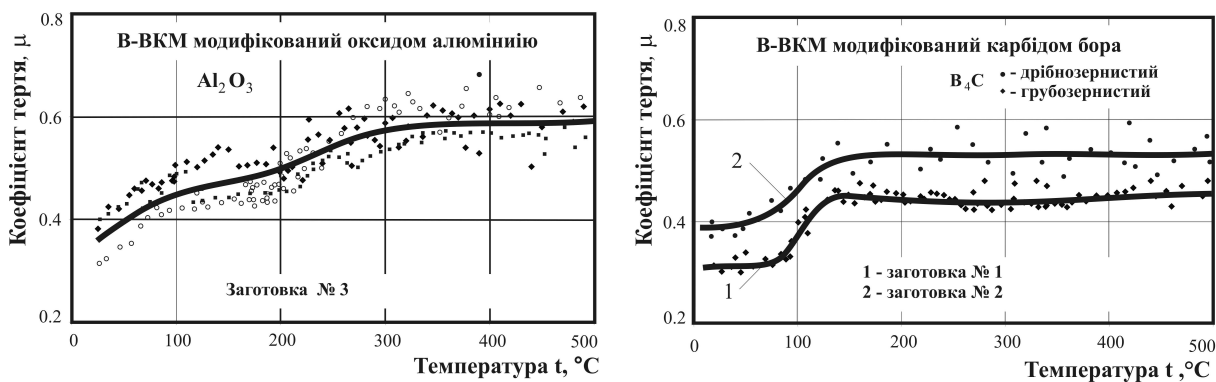 Коефіцієнт тертя, μ
0.8
0.6
0.4
0.2
В-ВКМ модифікований оксидом алюмініію
Al2O3
Заготовка № 3
0 100 200 300 400 500
Температура t, °C
Коефіцієнт тертя, μ
0.8
0.6
0.4
0.2
В-ВКМ модифікований карбідом бора
B4C • - дрібнозернистий
♦ - грубозернистий
2
1
1 - заготовка № 1
2 - заготовка № 2
0 100 200 300 400 500
Температура t ,°C